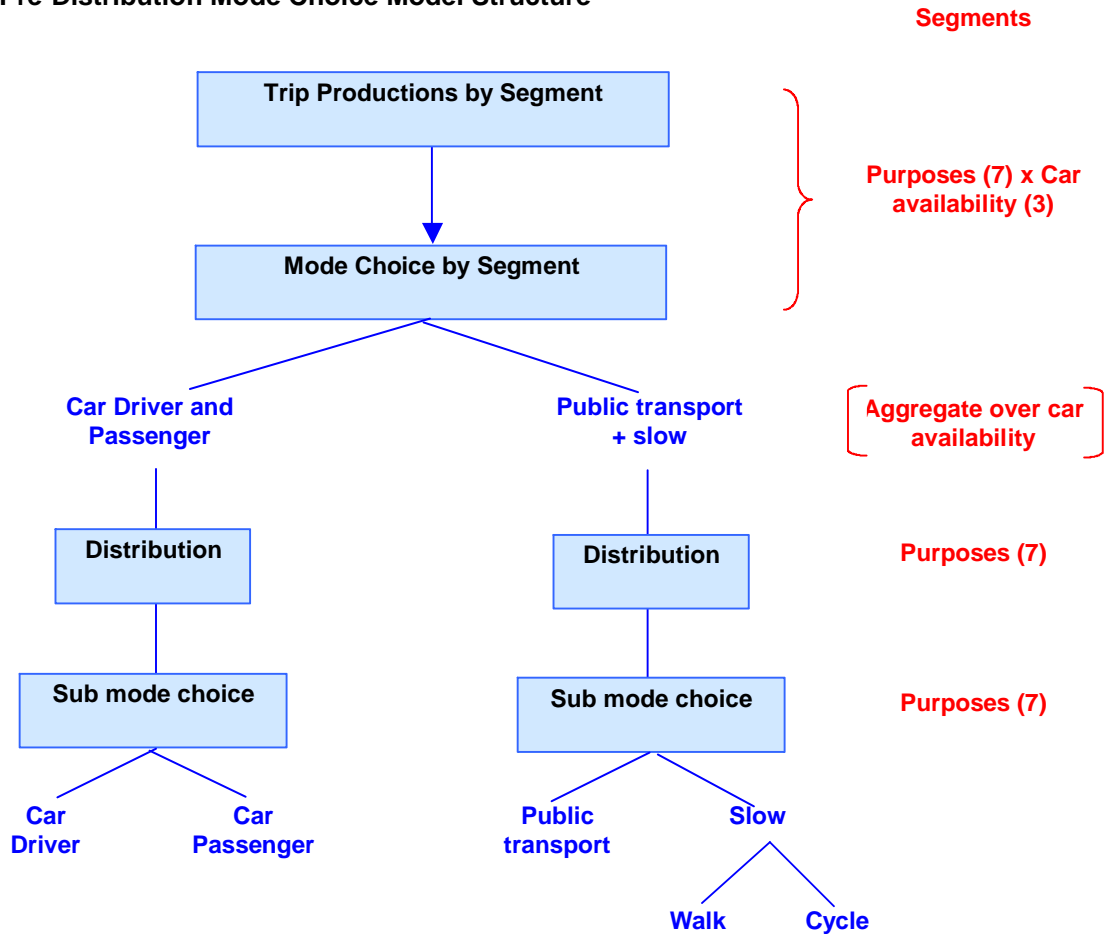 Pre-Distribution Mode Choice Model Structure
Segments
Trip Productions by Segment
Purposes (7) x Car
availability (3)
Mode Choice by Segment
Car Driver and
Passenger
Public transport
+ slow
Aggregate over car
availability
Distribution
Distribution
Purposes (7)
Sub mode choice
Sub mode choice
Purposes (7)
Car
Driver
Car
Passenger
Public
transport
Slow
Walk
Cycle